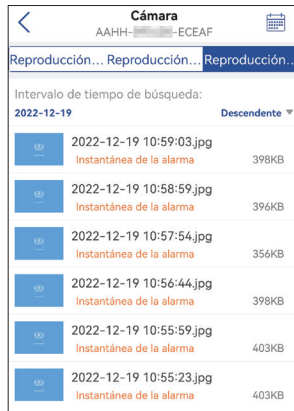 Cámara
AAHH- -ECEAF
Reproducción... Reproducción... Reproducción...
Intervalo de tiempo de búsqueda:
2022-12-19 Descendente
2022-12-19 10:59:03.jpg
Instantánea de la alarma 398KB
2022-12-19 10:58:59.jpg
Instantánea de la alarma 396KB
2022-12-19 10:57:54.jpg
Instantánea de la alarma 356KB
2022-12-19 10:56:44.jpg
Instantánea de la alarma 398KB
2022-12-19 10:55:59.jpg
Instantánea de la alarma 403KB
2022-12-19 10:55:23.jpg
Instantánea de la alarma 403KB